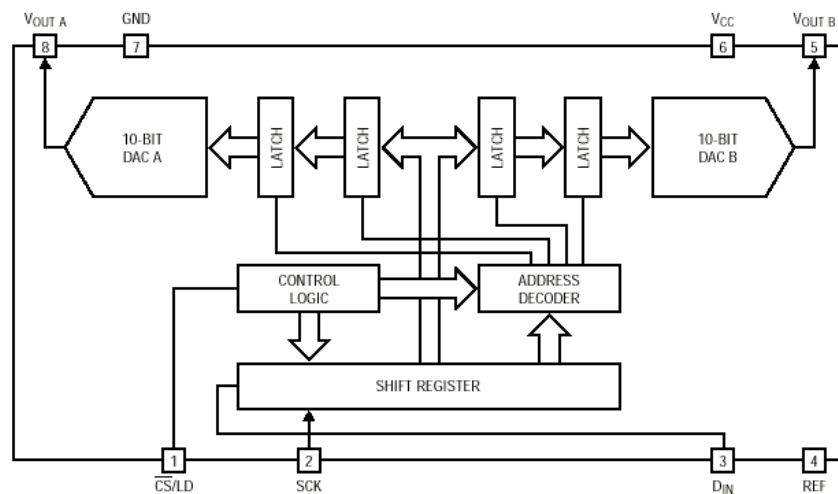 VOUT A
GND
VCC
VOUT B
8
7
6
5
10-BIT
DAC A
LATCH
LATCH
LATCH
LATCH
10-BIT
DAC B
CONTROL
LOGIC
ADDRESS
DECODER
SHIFT REGISTER
1
2
3
4
CS/LD
SCK
DIN
REF